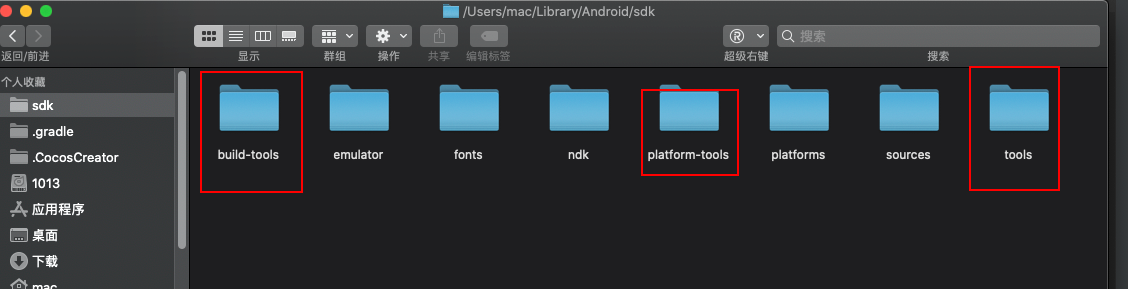 /Users/mac/Library/Android/sdk
搜索
返回/前进
显示
群组
操作
共享
编辑标签
超级右键
搜索
个人收藏
sdk
.gradle
.CocosCreator
1013
应用程序
桌面
下载
mac
build-tools
emulator
fonts
ndk
platform-tools
platforms
sources
tools